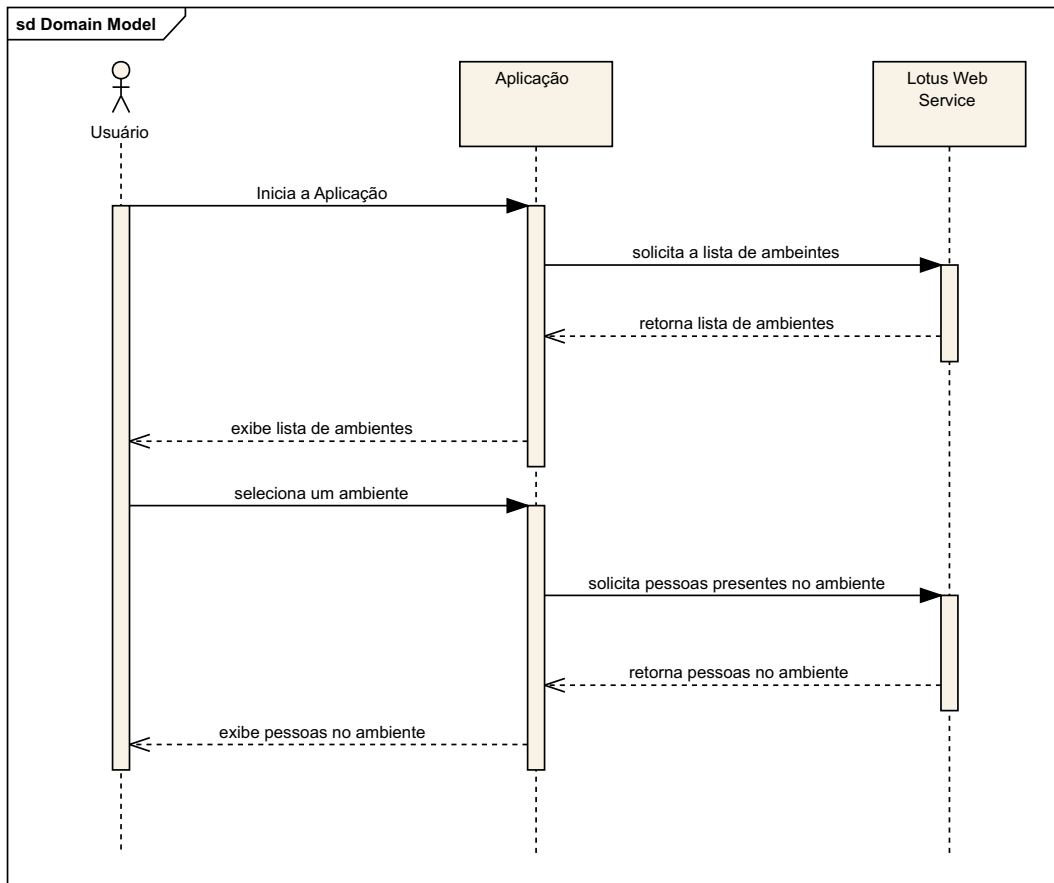 sd Domain Model
Usuário
Aplicação
Lotus Web
Service
Inicia a Aplicação
solicita a lista de ambeintes
retorna lista de ambientes
exibe lista de ambientes
seleciona um ambiente
solicita pessoas presentes no ambiente
retorna pessoas no ambiente
exibe pessoas no ambiente